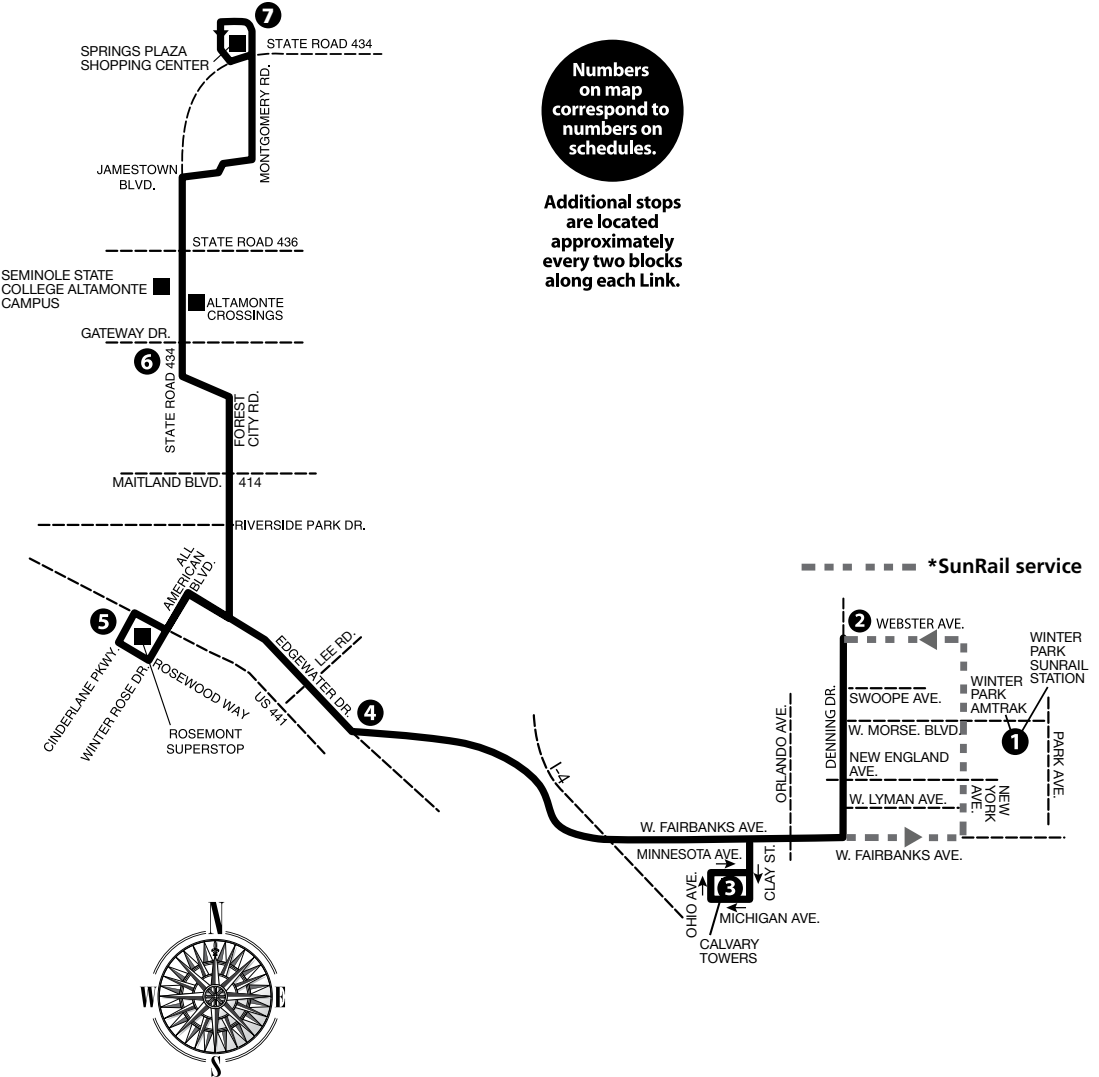 7
STATE ROAD 434
SPRINGS PLAZA
SHOPPING CENTER
MONTGOMERY RD.
JAMESTOWN
BLVD.
Numbers
on map
correspond to
numbers on
schedules.
Additional stops
are located
approximately
every two blocks
along each Link.
STATE ROAD 436
SEMINOLE STATE
COLLEGE ALTAMONTE
CAMPUS
ALTAMONTE
CROSSINGS
GATEWAY DR.
6
STATE ROAD 434
FOREST
CITY RD.
MAITLAND BLVD.
414
RIVERSIDE PARK DR.
ALL
AMERICAN
BLVD.
5
CINDERLANE PKWY.
WINTER ROSE DR.
ROSEWOOD WAY
ROSEMONT
SUPERSTOP
US 441
EDGEWATER DR.
LEE RD.
4
I-4
*SunRail service
2
WEBSTER AVE.
WINTER
PARK
SUNRAIL
STATION
WINTER
PARK
AMTRAK
1
SWOOPE AVE.
W. MORSE. BLVD.
NEW ENGLAND
AVE.
W. LYMAN AVE.
NEW
YORK
AVE.
PARK AVE.
DENNING DR.
ORLANDO AVE.
W. FAIRBANKS AVE.
W. FAIRBANKS AVE.
MINNESOTA AVE.
CLAY ST.
3
OHIO AVE.
MICHIGAN AVE.
CALVARY
TOWERS
N
W
E
S